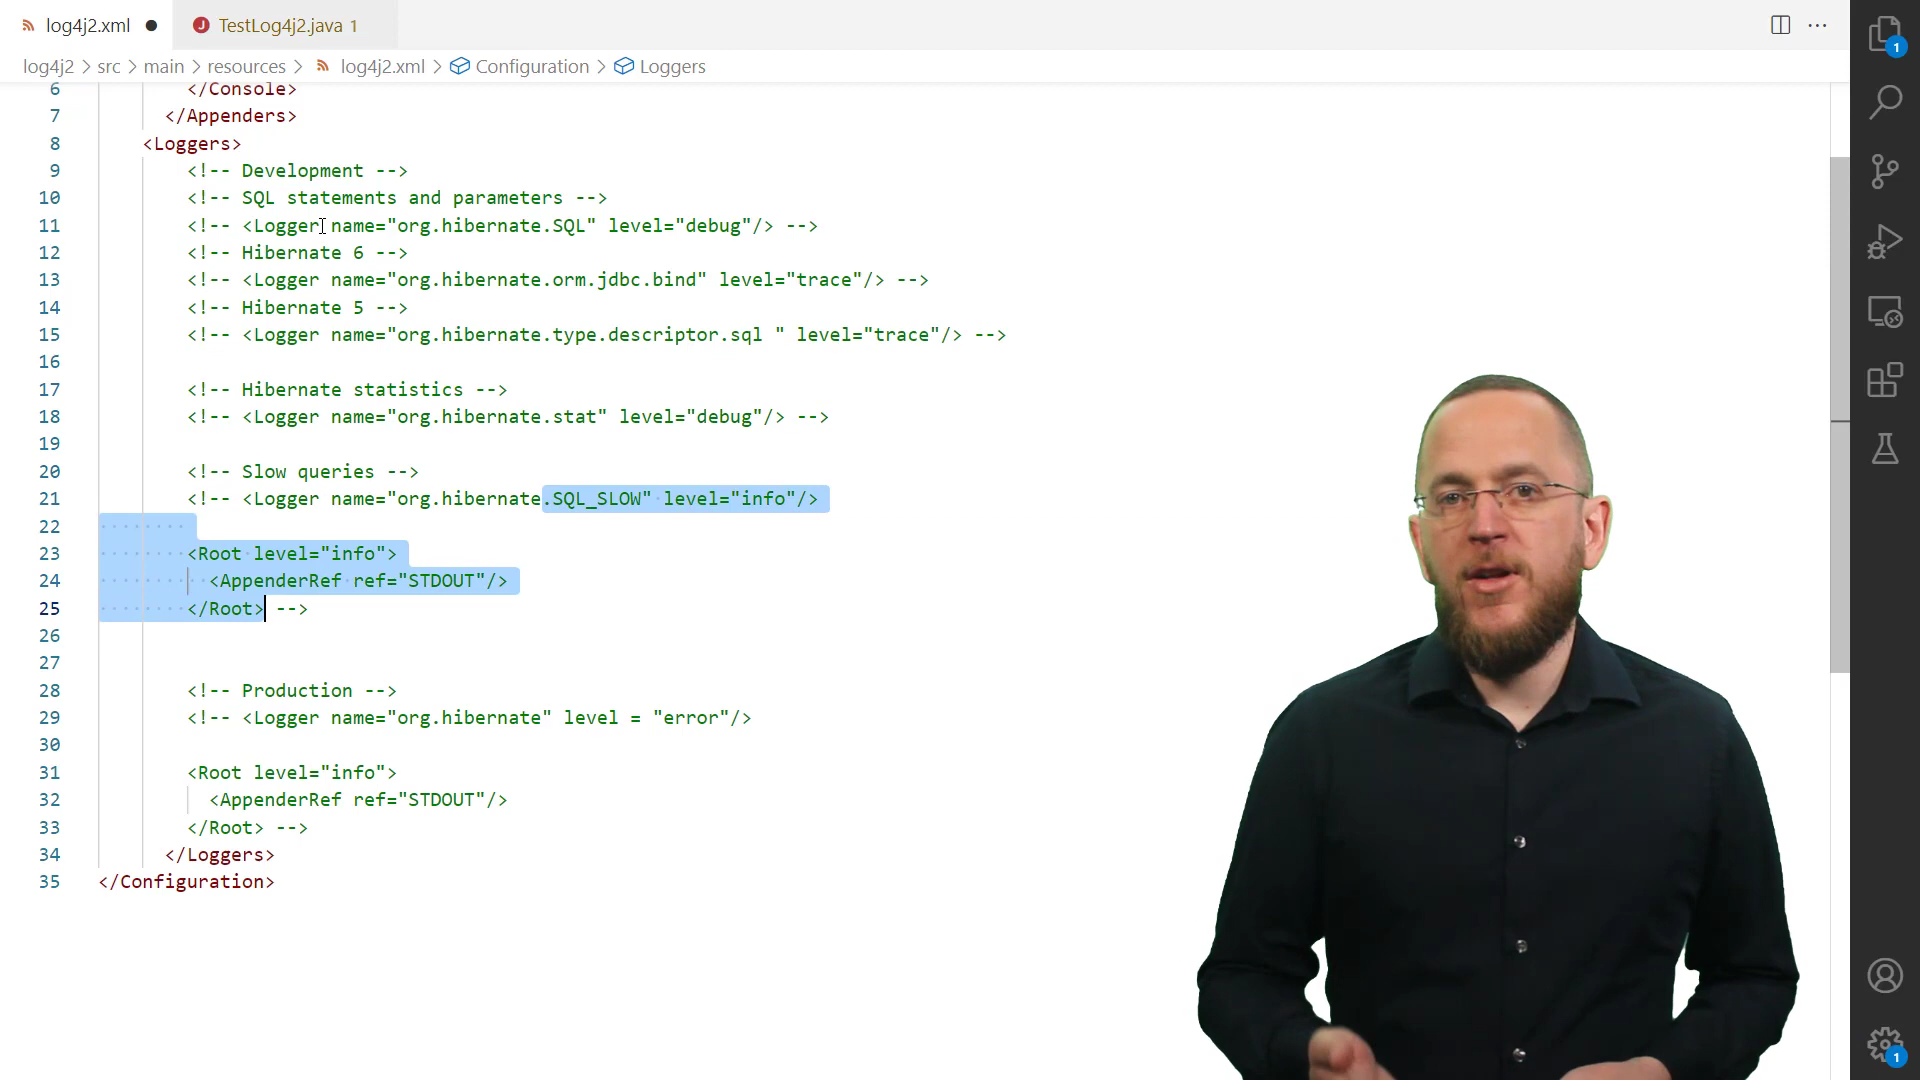 log4j2.xml ● TestLog4j2.java 1
log4j2 > src > main > resources > log4j2.xml > Configuration > Loggers
6 </Console>
7 </Appenders>
8 <Loggers>
9 <!-- Development -->
10 <!-- SQL statements and parameters -->
11 <!-- <Logger name="org.hibernate.SQL" level="debug"/> -->
12 <!-- Hibernate 6 -->
13 <!-- <Logger name="org.hibernate.orm.jdbc.bind" level="trace"/> -->
14 <!-- Hibernate 5 -->
15 <!-- <Logger name="org.hibernate.type.descriptor.sql " level="trace"/> -->
16
17 <!-- Hibernate statistics -->
18 <!-- <Logger name="org.hibernate.stat" level="debug"/> -->
19
20 <!-- Slow queries -->
21 <!-- <Logger name="org.hibernate.SQL_SLOW" level="info"/>
22
23 <Root level="info">
24 <AppenderRef ref="STDOUT"/>
25 </Root> -->
26
27
28 <!-- Production -->
29 <!-- <Logger name="org.hibernate" level = "error"/>
30
31 <Root level="info">
32 <AppenderRef ref="STDOUT"/>
33 </Root> -->
34 </Loggers>
35 </Configuration>
1
1